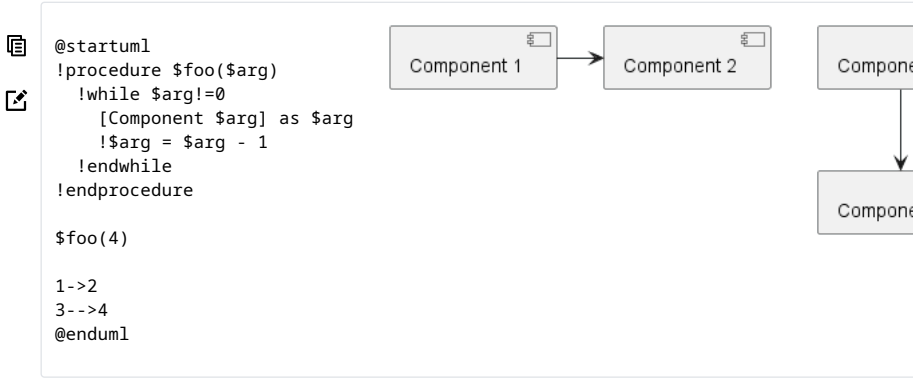 @startuml
!procedure $foo($arg)
!while $arg!=0
[Component $arg] as $arg
!$arg = $arg - 1
!endwhile
!endprocedure
$foo(4)
1->2
3-->4
@enduml
Component 1
Component 2